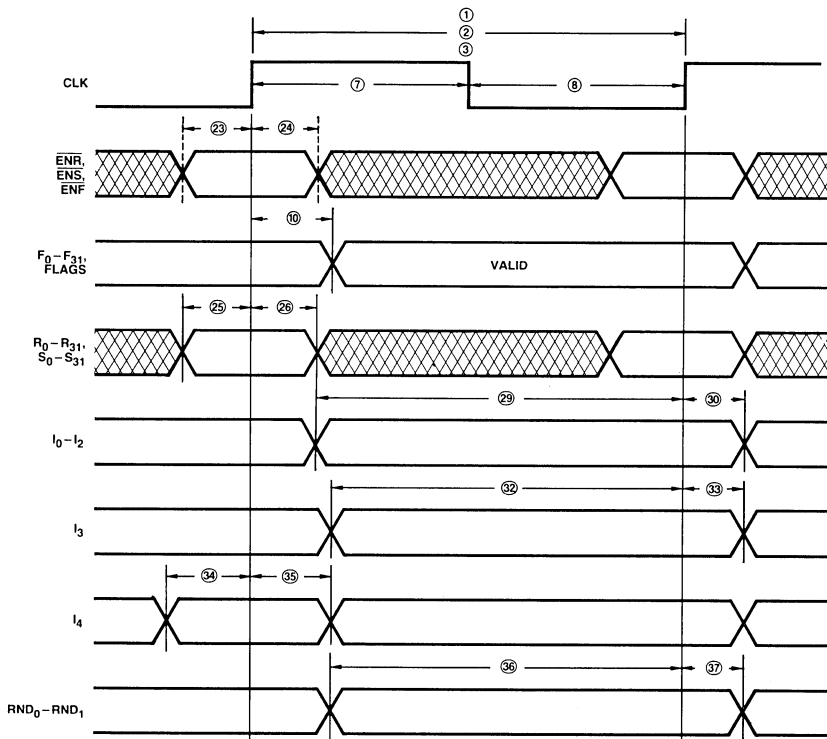 ①
②
③
CLK
⑦
⑧
㉓
㉔
ENR,
ENS,
ENF
⑩
F₀–F₃₁,
FLAGS
VALID
㉕
㉖
R₀–R₃₁,
S₀–S₃₁
㉙
㉚
I₀–I₂
㉜
㉝
I₃
㉞
㉟
I₄
㊱
㊲
RND₀–RND₁